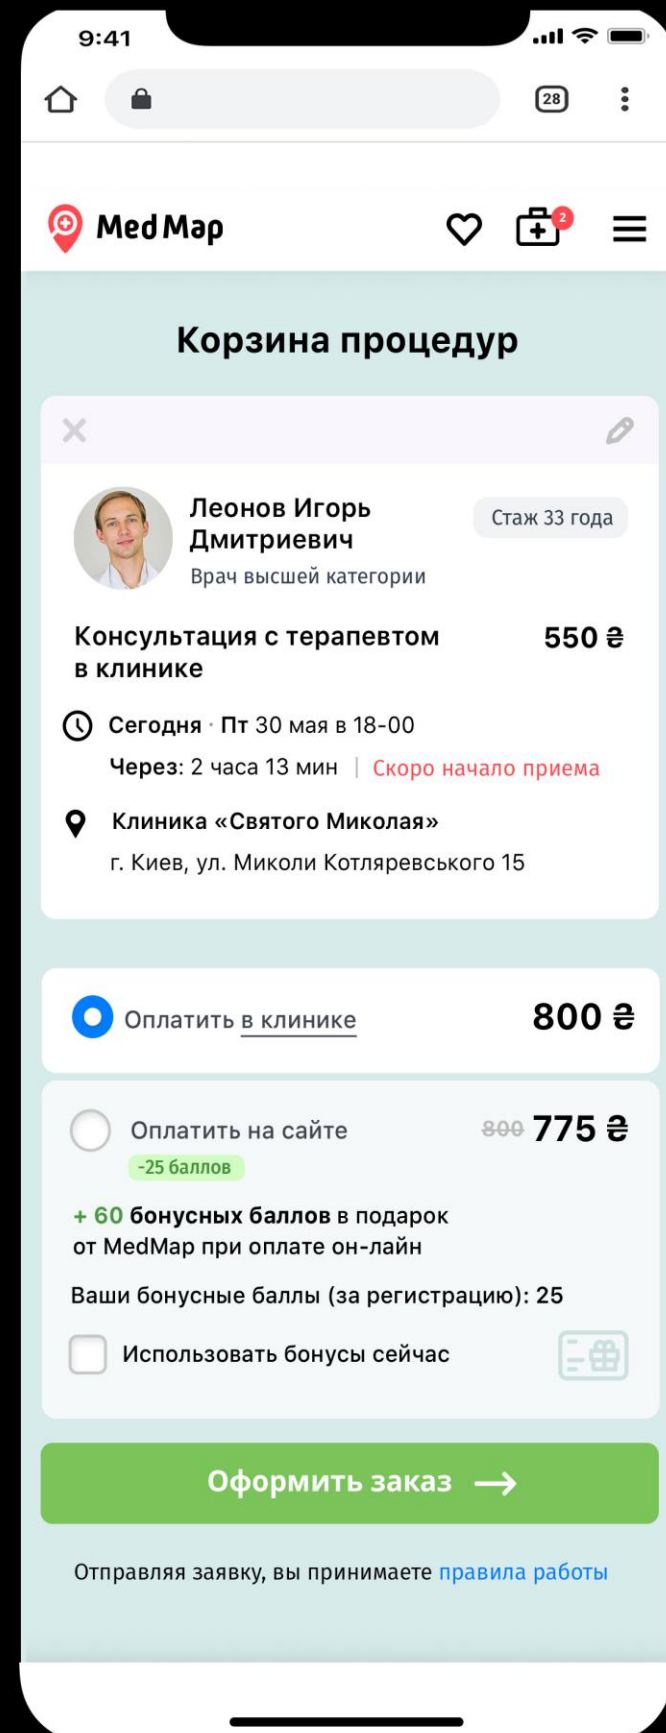 9:41
28
MedMap
2
Корзина процедур
Леонов Игорь
Дмитриевич
Стаж 33 года
Врач высшей категории
Консультация с терапевтом
в клинике
550 ₴
Сегодня · Пт 30 мая в 18-00
Через: 2 часа 13 мин | Скоро начало приема
Клиника «Святого Миколая»
г. Киев, ул. Миколи Котляревського 15
Оплатить в клинике 800 ₴
Оплатить на сайте 800 775 ₴
-25 баллов
+ 60 бонусных баллов в подарок
от MedMap при оплате он-лайн
Ваши бонусные баллы (за регистрацию): 25
Использовать бонусы сейчас
Оформить заказ →
Отправляя заявку, вы принимаете правила работы